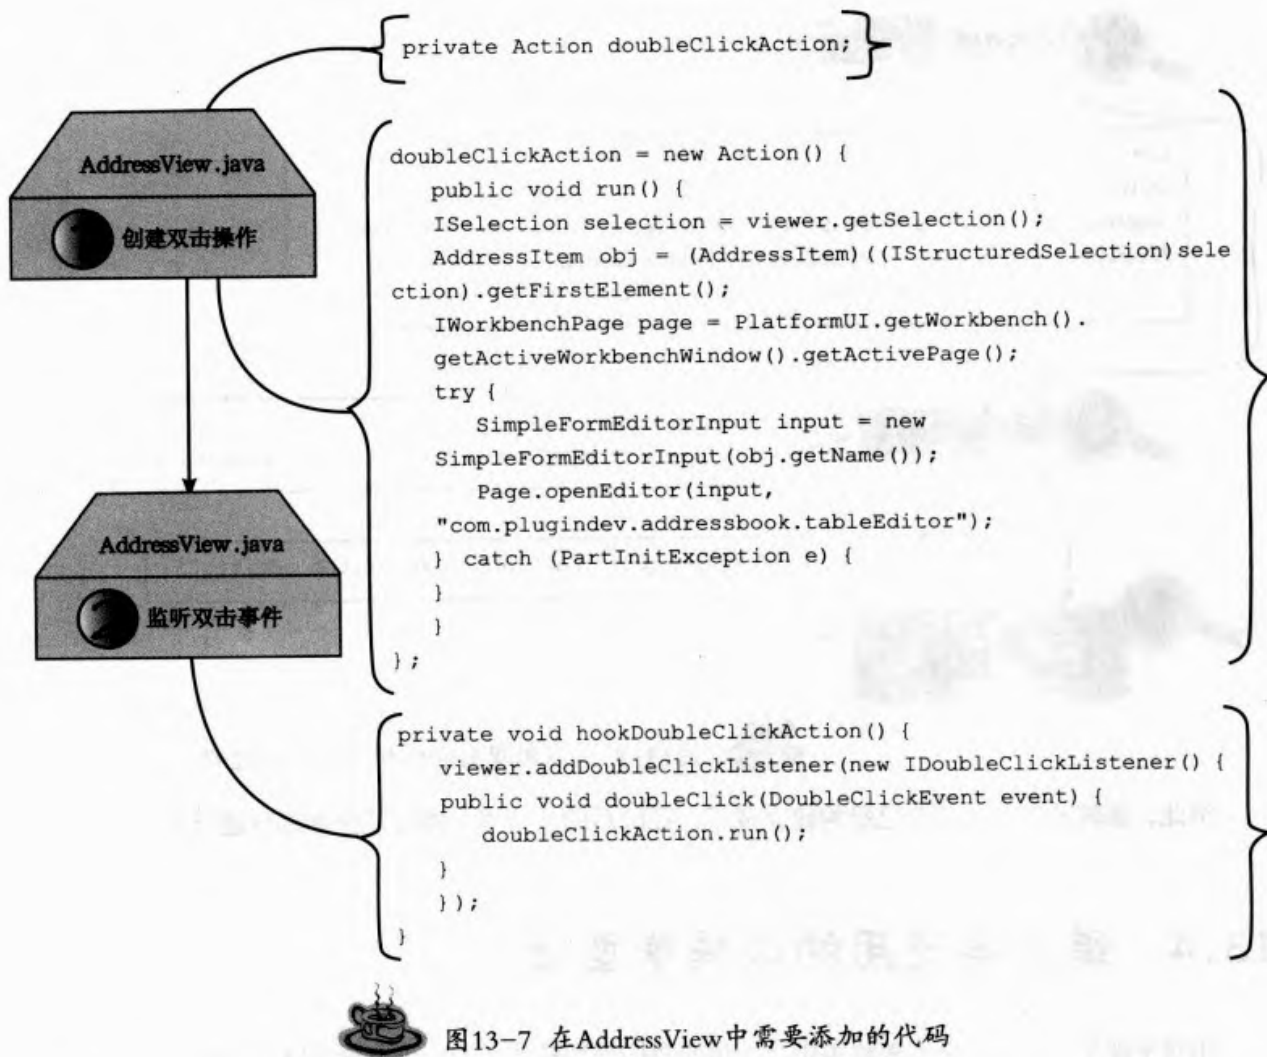 private Action doubleClickAction;
AddressView.java
1 创建双击操作
doubleClickAction = new Action() {
public void run() {
ISelection selection = viewer.getSelection();
AddressItem obj = (AddressItem)((IStructuredSelection)sele
ction).getFirstElement();
IWorkbenchPage page = PlatformUI.getWorkbench().
getActiveWorkbenchWindow().getActivePage();
try {
SimpleFormEditorInput input = new
SimpleFormEditorInput(obj.getName());
Page.openEditor(input,
"com.plugindev.addressbook.tableEditor");
} catch (PartInitException e) {
}
}
};
AddressView.java
2 监听双击事件
private void hookDoubleClickAction() {
viewer.addDoubleClickListener(new IDoubleClickListener() {
public void doubleClick(DoubleClickEvent event) {
doubleClickAction.run();
}
});
}
图13-7 在AddressView中需要添加的代码